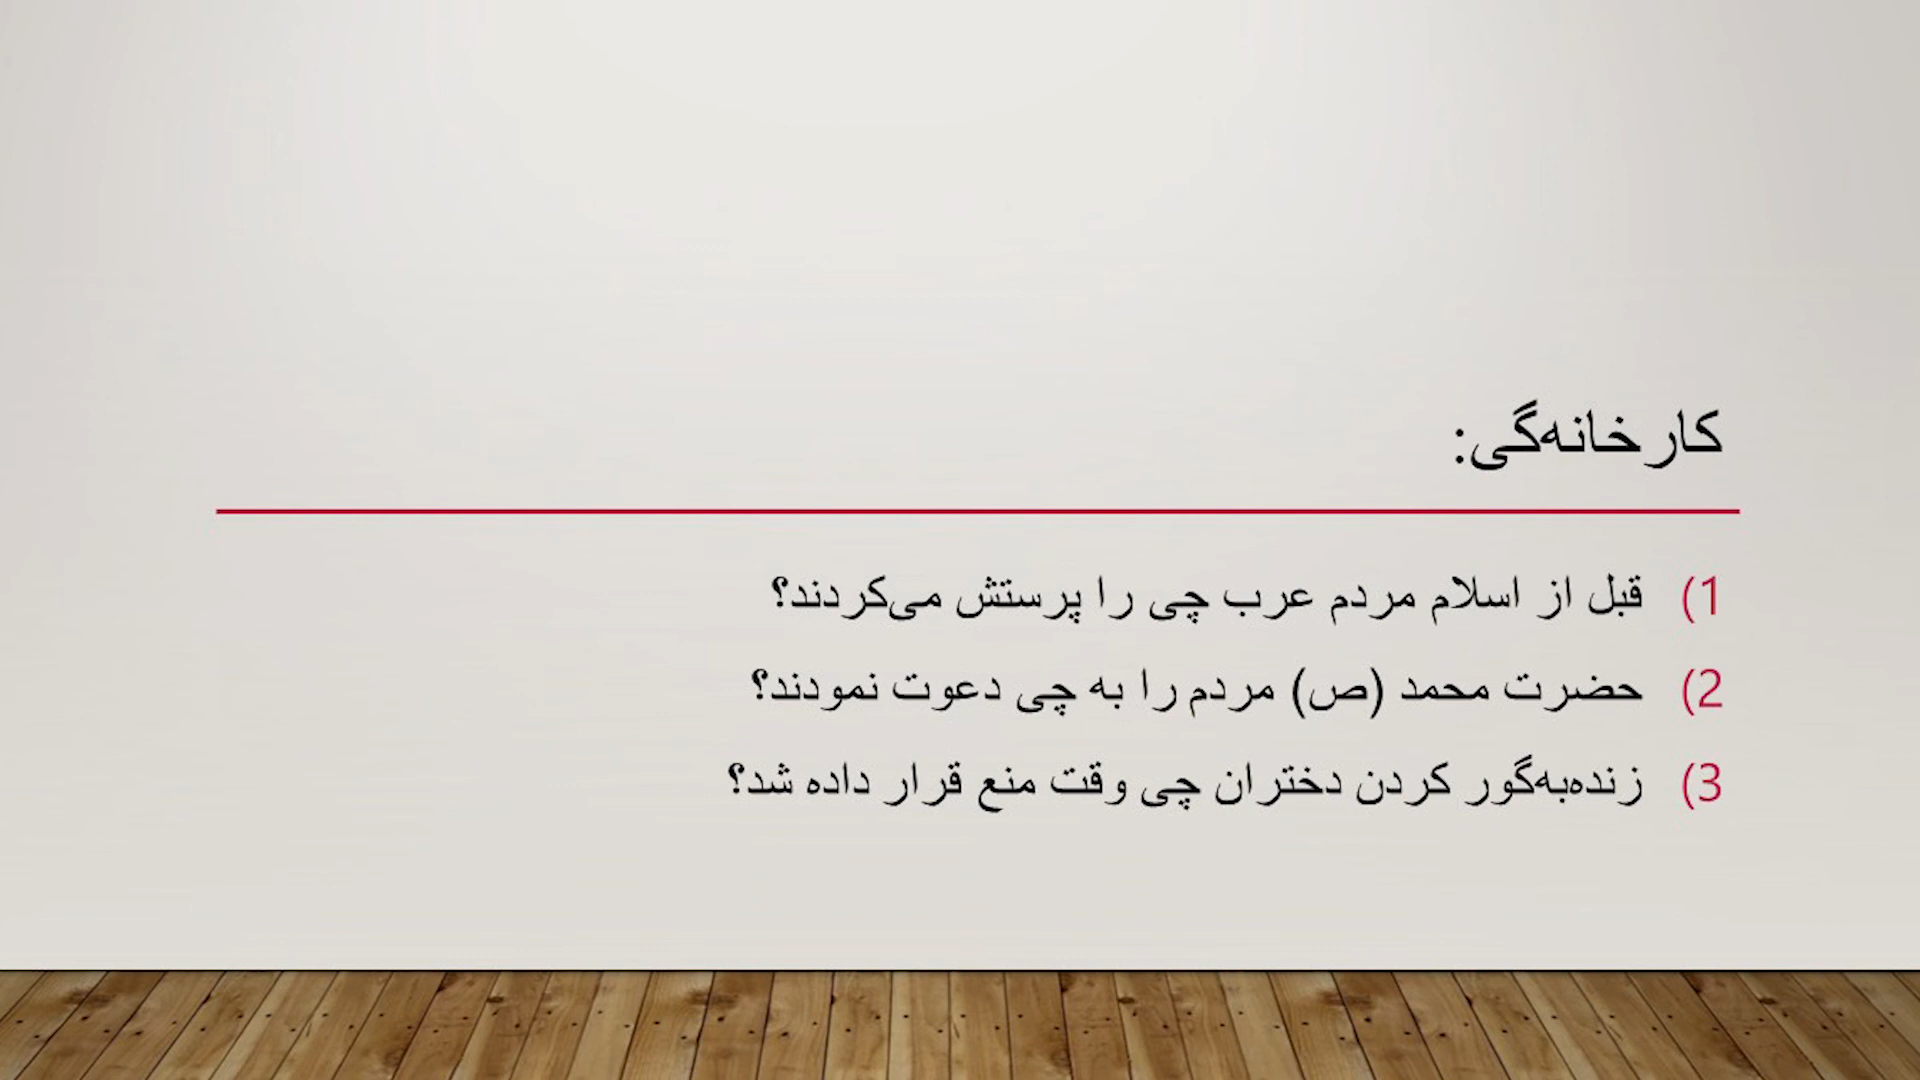 کارخانه‌گی:
1) قبل از اسلام مردم عرب چی را پرستش می‌کردند؟
2) حضرت محمد (ص) مردم را به چی دعوت نمودند؟
3) زنده‌به‌گور کردن دختران چی وقت منع قرار داده شد؟